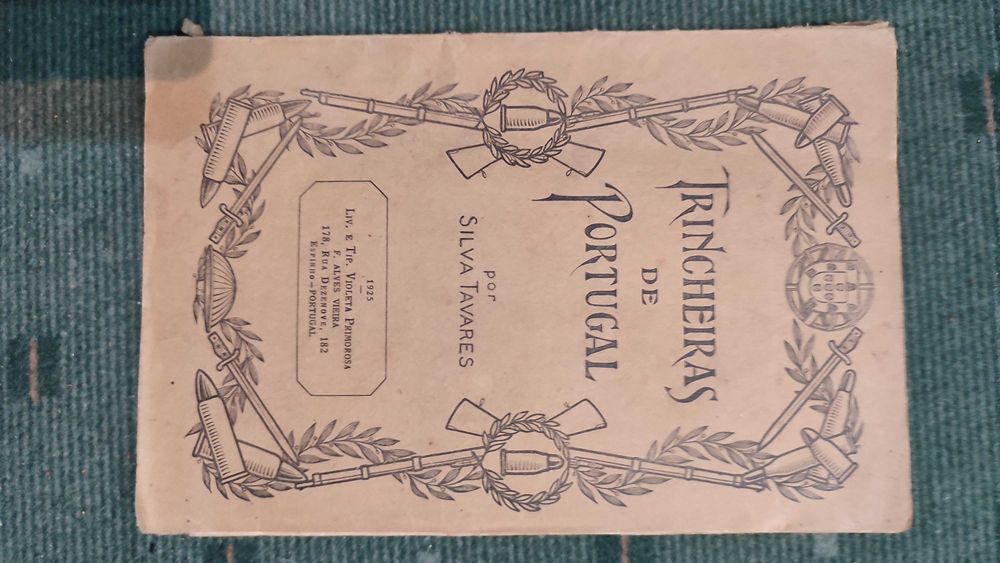 TRINCHEIRAS
DE
PORTUGAL
por
SILVA TAVARES
1925
LIV. E TIP. VIOLETA PRIMOROSA
F. ALVES VIEIRA
178, RUA DEZENOVE, 182
ESPINHO–PORTUGAL